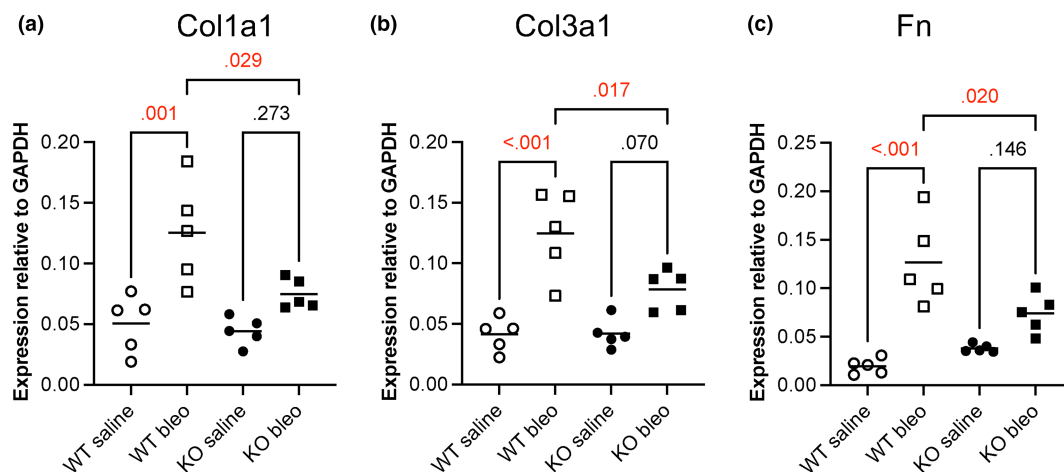 (a) Col1a1
.029
.001 .273
Expression relative to GAPDH
0.20
0.15
0.10
0.05
0.00
WT saline WT bleo KO saline KO bleo
(b) Col3a1
.017
<.001 .070
Expression relative to GAPDH
0.20
0.15
0.10
0.05
0.00
WT saline WT bleo KO saline KO bleo
(c) Fn
.020
<.001 .146
Expression relative to GAPDH
0.25
0.20
0.15
0.10
0.05
0.00
WT saline WT bleo KO saline KO bleo